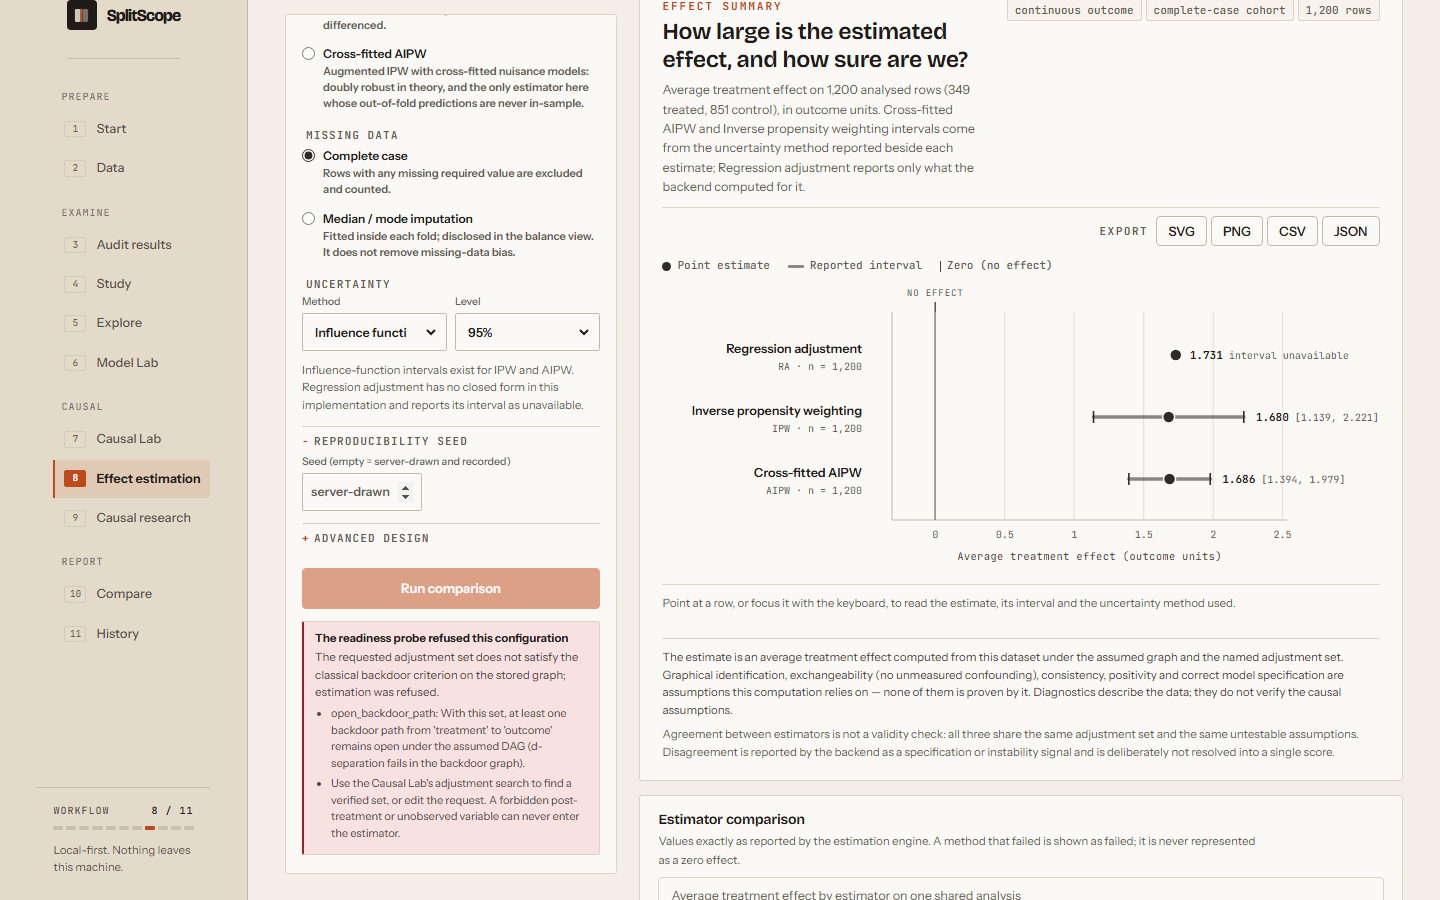 SplitScope
PREPARE
1 Start
2 Data
EXAMINE
3 Audit results
4 Study
5 Explore
6 Model Lab
CAUSAL
7 Causal Lab
8 Effect estimation
9 Causal research
REPORT
10 Compare
11 History
WORKFLOW 8 / 11
Local-first. Nothing leaves
this machine.
differenced.
Cross-fitted AIPW
Augmented IPW with cross-fitted nuisance models:
doubly robust in theory, and the only estimator here
whose out-of-fold predictions are never in-sample.
MISSING DATA
Complete case
Rows with any missing required value are excluded
and counted.
Median / mode imputation
Fitted inside each fold; disclosed in the balance view.
It does not remove missing-data bias.
UNCERTAINTY
Method Level
Influence functi 95%
Influence-function intervals exist for IPW and AIPW.
Regression adjustment has no closed form in this
implementation and reports its interval as unavailable.
- REPRODUCIBILITY SEED
Seed (empty = server-drawn and recorded)
server-drawn
+ ADVANCED DESIGN
Run comparison
The readiness probe refused this configuration
The requested adjustment set does not satisfy the
classical backdoor criterion on the stored graph;
estimation was refused.
• open_backdoor_path: With this set, at least one
backdoor path from 'treatment' to 'outcome'
remains open under the assumed DAG (d-
separation fails in the backdoor graph).
• Use the Causal Lab's adjustment search to find a
verified set, or edit the request. A forbidden post-
treatment or unobserved variable can never enter
the estimator.
EFFECT SUMMARY
continuous outcome complete-case cohort 1,200 rows
How large is the estimated
effect, and how sure are we?
Average treatment effect on 1,200 analysed rows (349
treated, 851 control), in outcome units. Cross-fitted
AIPW and Inverse propensity weighting intervals come
from the uncertainty method reported beside each
estimate; Regression adjustment reports only what the
backend computed for it.
EXPORT SVG PNG CSV JSON
Point estimate Reported interval Zero (no effect)
NO EFFECT
Regression adjustment
RA · n = 1,200
1.731 interval unavailable
Inverse propensity weighting
IPW · n = 1,200
1.680 [1.139, 2.221]
Cross-fitted AIPW
AIPW · n = 1,200
1.686 [1.394, 1.979]
0 0.5 1 1.5 2 2.5
Average treatment effect (outcome units)
Point at a row, or focus it with the keyboard, to read the estimate, its interval and the uncertainty method used.
The estimate is an average treatment effect computed from this dataset under the assumed graph and the named adjustment set.
Graphical identification, exchangeability (no unmeasured confounding), consistency, positivity and correct model specification are
assumptions this computation relies on — none of them is proven by it. Diagnostics describe the data; they do not verify the causal
assumptions.
Agreement between estimators is not a validity check: all three share the same adjustment set and the same untestable assumptions.
Disagreement is reported by the backend as a specification or instability signal and is deliberately not resolved into a single score.
Estimator comparison
Values exactly as reported by the estimation engine. A method that failed is shown as failed; it is never represented
as a zero effect.
Average treatment effect by estimator on one shared analysis